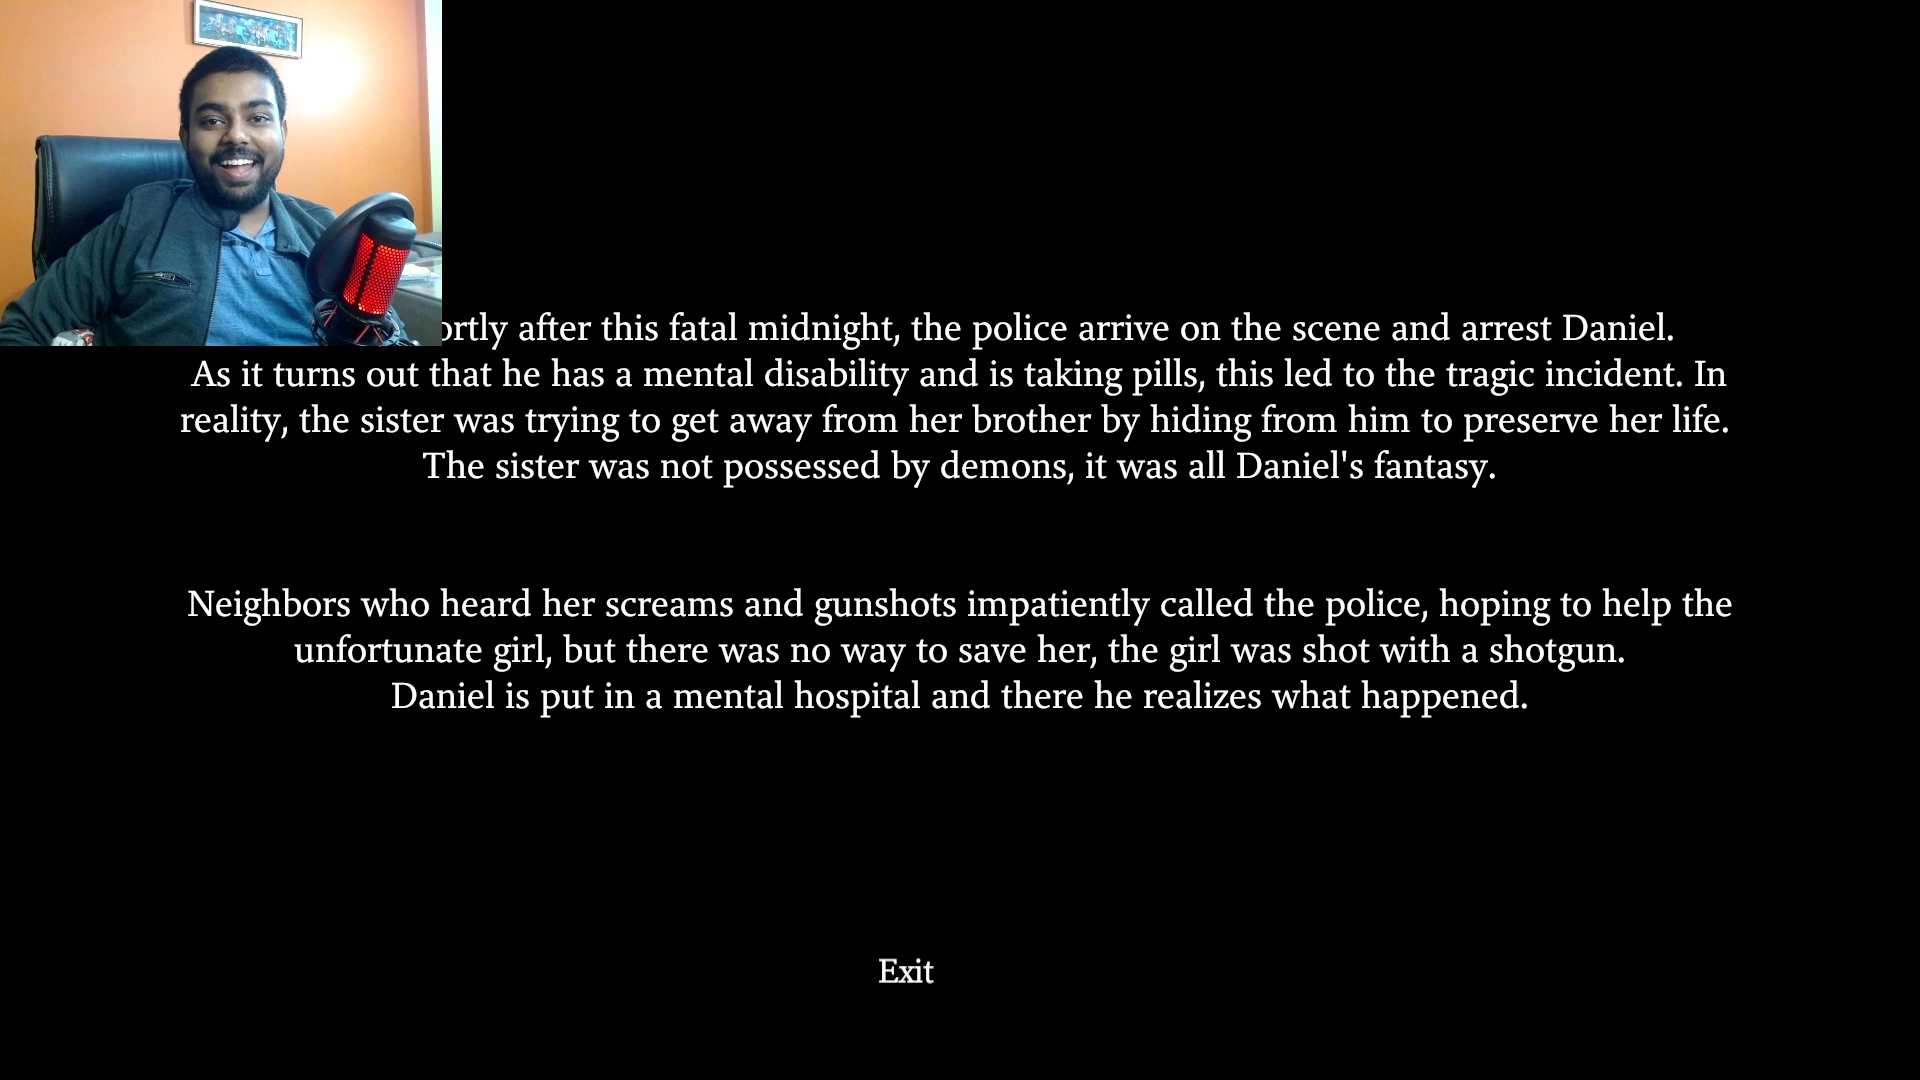 after this fatal midnight, the police arrive on the scene and arrest Daniel.
As it turns out that he has a mental disability and is taking pills, this led to the tragic incident. In
reality, the sister was trying to get away from her brother by hiding from him to preserve her life.
The sister was not possessed by demons, it was all Daniel's fantasy.
Neighbors who heard her screams and gunshots impatiently called the police, hoping to help the
unfortunate girl, but there was no way to save her, the girl was shot with a shotgun.
Daniel is put in a mental hospital and there he realizes what happened.
Exit